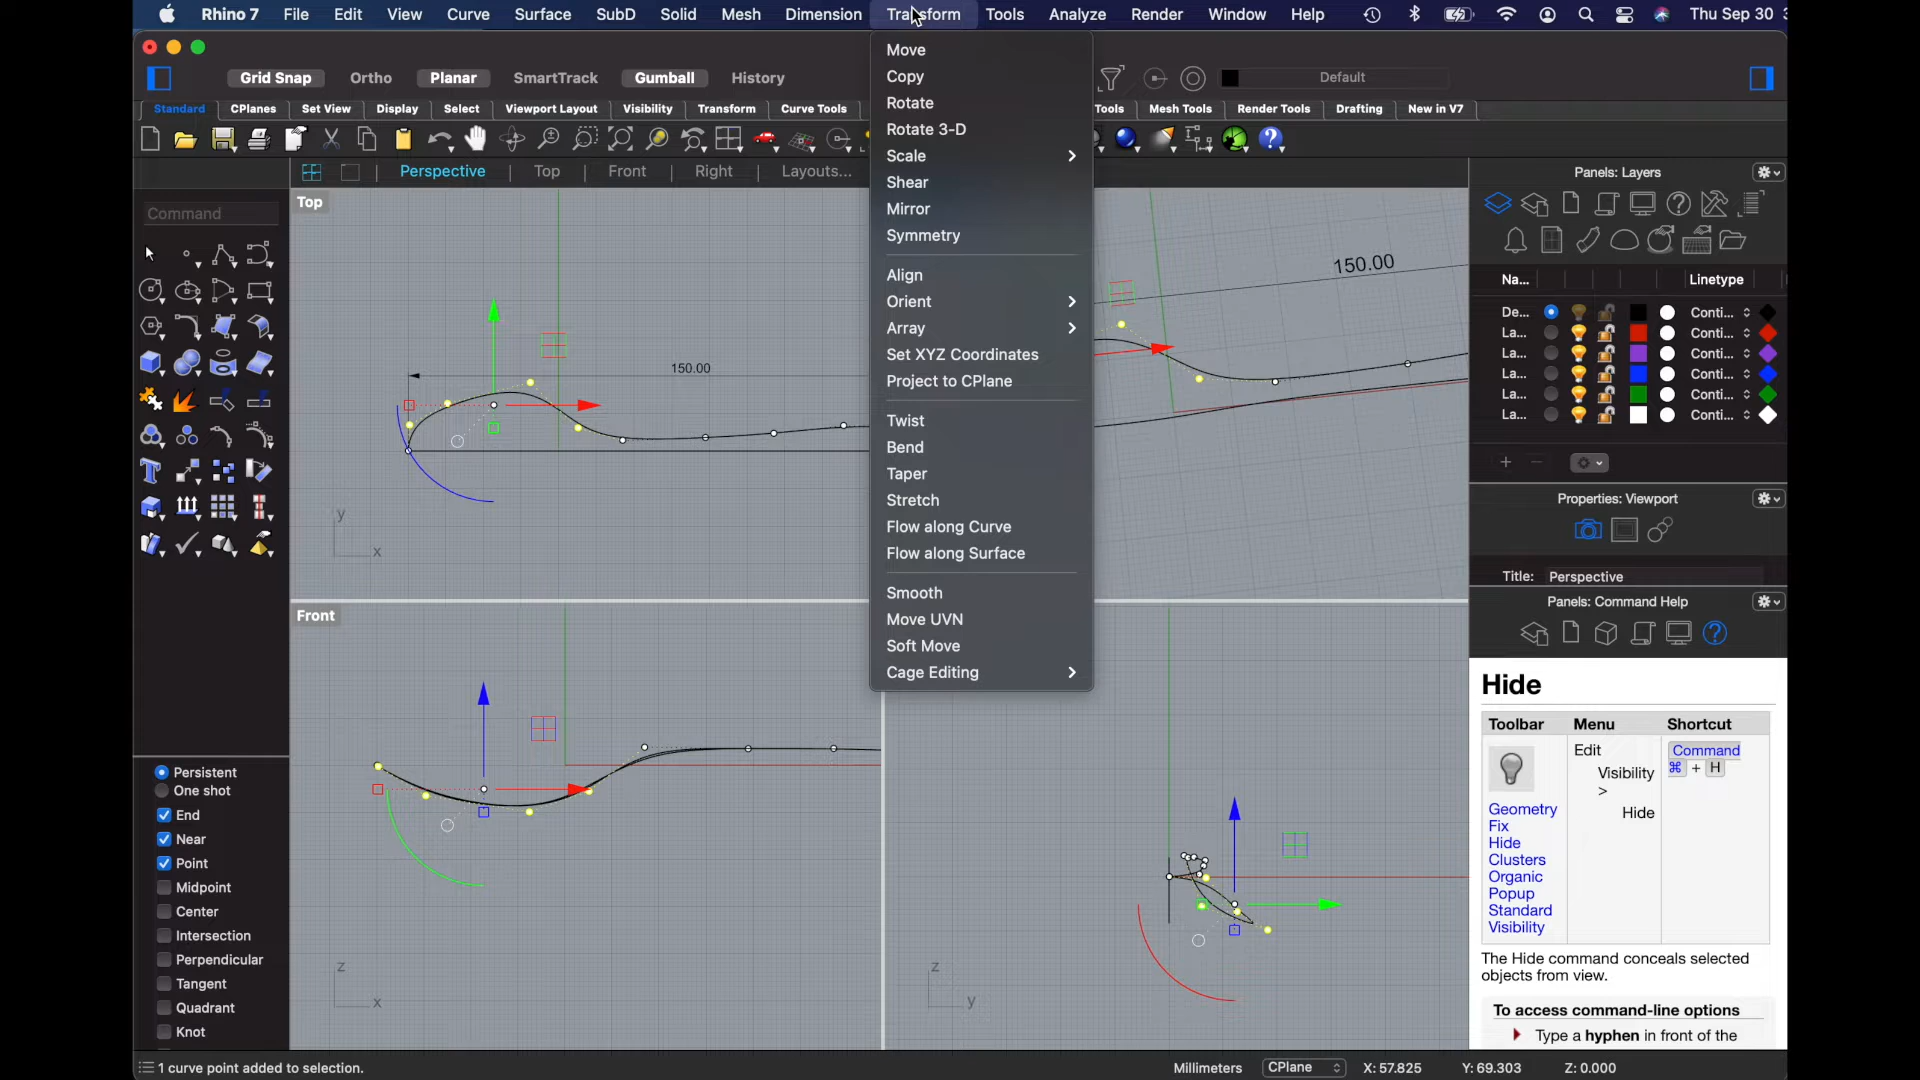 Rhino 7 File Edit View Curve Surface SubD Solid Mesh Dimension Transform Tools Analyze Render Window Help Thu Sep 30
Grid Snap Ortho Planar SmartTrack Gumball History Default
Standard CPlanes Set View Display Select Viewport Layout Visibility Transform Curve Tools Tools Mesh Tools Render Tools Drafting New in V7
Perspective Top Front Right Layouts...
Command
Move
Copy
Rotate
Rotate 3-D
Scale
Shear
Mirror
Symmetry
Align
Orient
Array
Set XYZ Coordinates
Project to CPlane
Twist
Bend
Taper
Stretch
Flow along Curve
Flow along Surface
Smooth
Move UVN
Soft Move
Cage Editing
Top
150.00
y
x
150.00
Front
z
x
z
y
Persistent
One shot
End
Near
Point
Midpoint
Center
Intersection
Perpendicular
Tangent
Quadrant
Knot
Panels: Layers
Na... Linetype
De... Conti...
La... Conti...
La... Conti...
La... Conti...
La... Conti...
La... Conti...
Properties: Viewport
Title: Perspective
Panels: Command Help
Hide
Toolbar Menu Shortcut
Geometry
Fix
Hide
Clusters
Organic
Popup
Standard
Visibility
Edit
Visibility
>
Hide
Command
⌘ + H
The Hide command conceals selected
objects from view.
To access command-line options
Type a hyphen in front of the
1 curve point added to selection. Millimeters CPlane X: 57.825 Y: 69.303 Z: 0.000